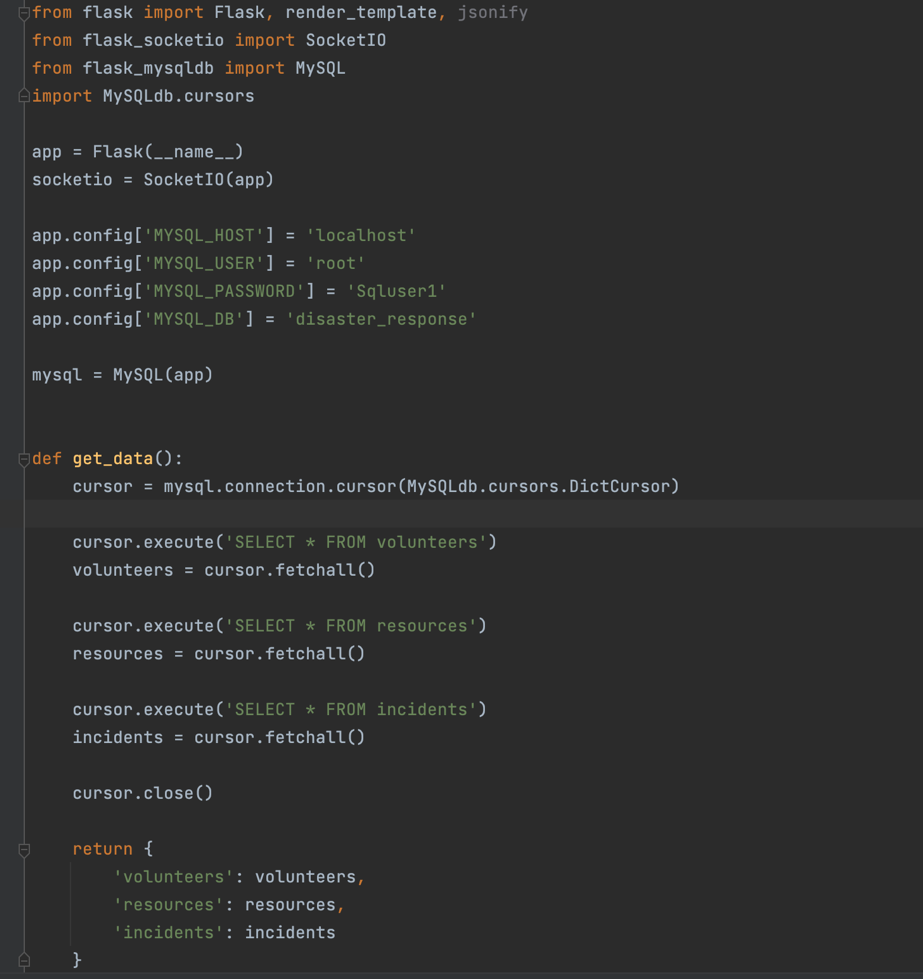 from flask import Flask, render_template, jsonify
from flask_socketio import SocketIO
from flask_mysqldb import MySQL
import MySQLdb.cursors
app = Flask(__name__)
socketio = SocketIO(app)
app.config['MYSQL_HOST'] = 'localhost'
app.config['MYSQL_USER'] = 'root'
app.config['MYSQL_PASSWORD'] = 'Sqluser1'
app.config['MYSQL_DB'] = 'disaster_response'
mysql = MySQL(app)
def get_data():
    cursor = mysql.connection.cursor(MySQLdb.cursors.DictCursor)
    cursor.execute('SELECT * FROM volunteers')
    volunteers = cursor.fetchall()
    cursor.execute('SELECT * FROM resources')
    resources = cursor.fetchall()
    cursor.execute('SELECT * FROM incidents')
    incidents = cursor.fetchall()
    cursor.close()
    return {
        'volunteers': volunteers,
        'resources': resources,
        'incidents': incidents
    }